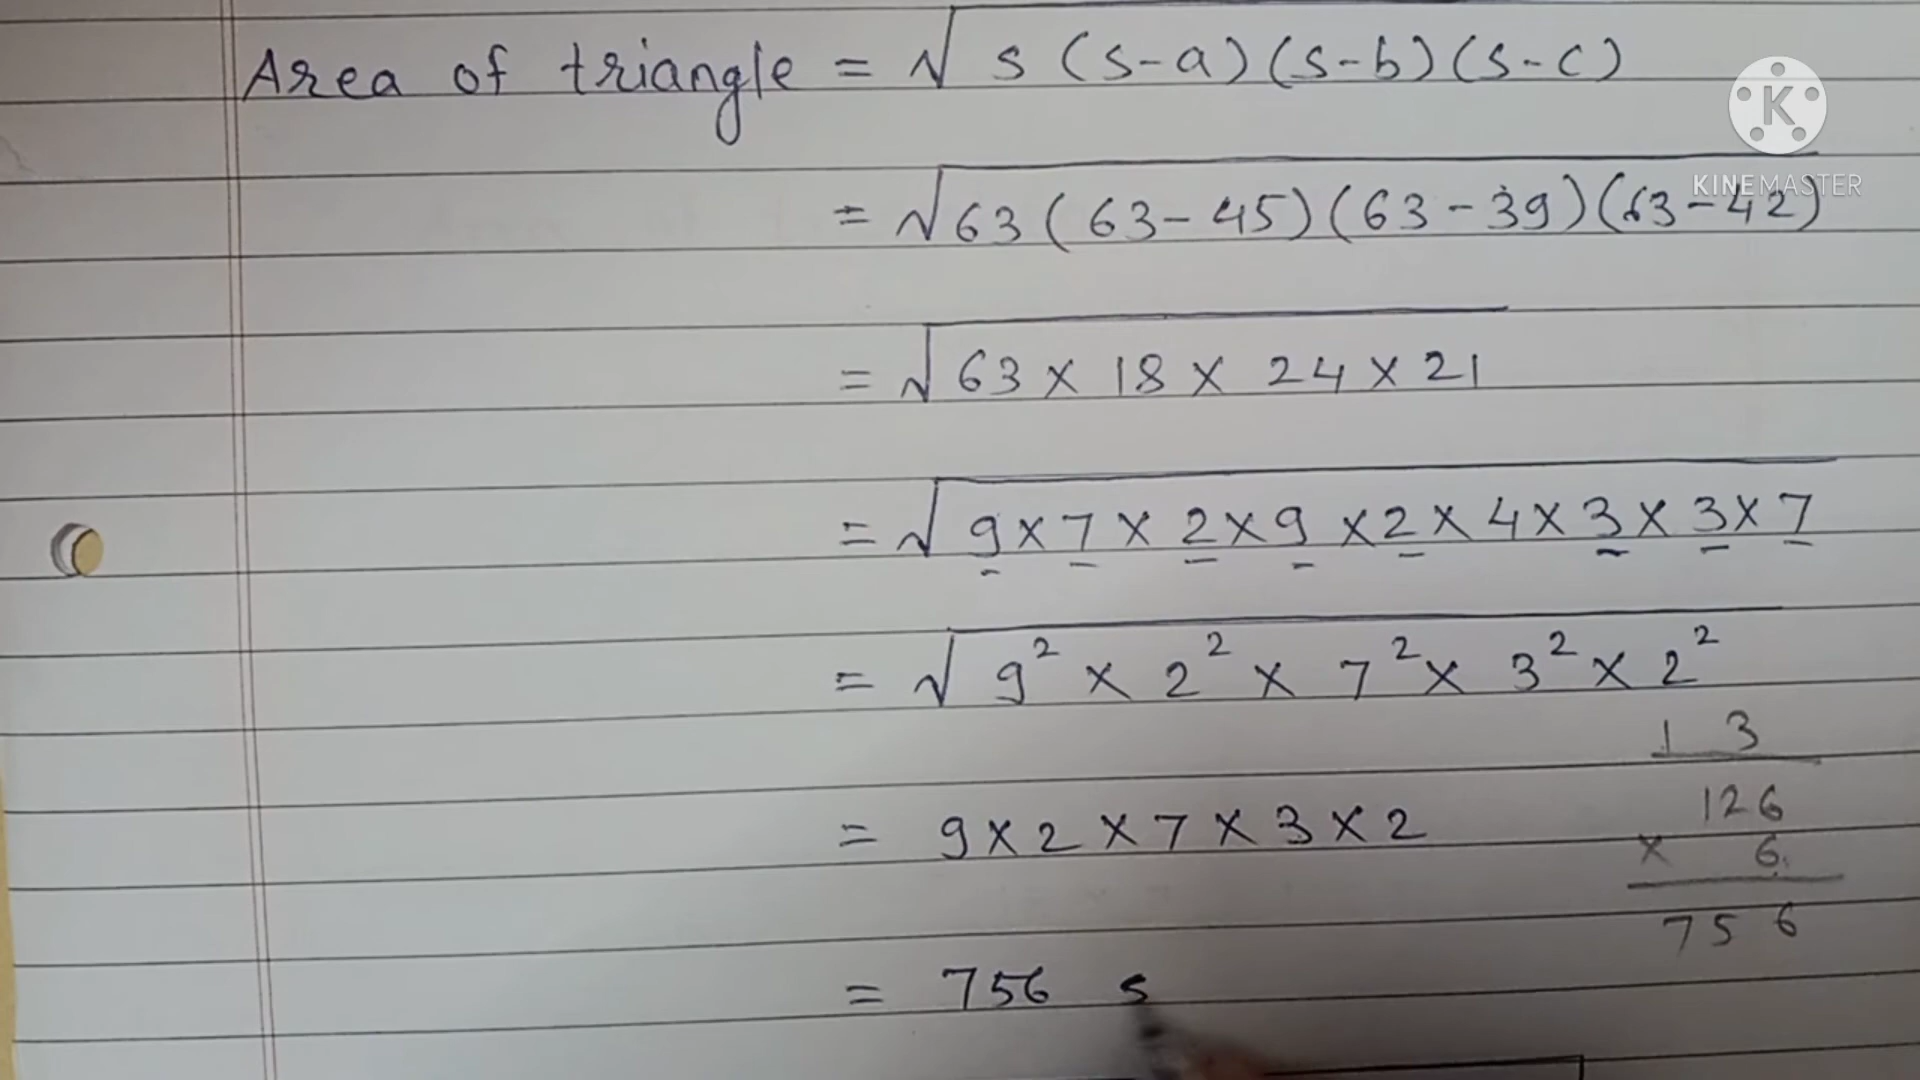 Area of triangle = √s(s-a)(s-b)(s-c)
K
KINEMASTER
= √63(63-45)(63-39)(63-42)
= √63 × 18 × 24 × 21
= √9 × 7 × 2 × 9 × 2 × 4 × 3 × 3 × 7
= √9² × 2² × 7² × 3² × 2²
1 3
126
= 9 × 2 × 7 × 3 × 2
× 6
756
= 756 s